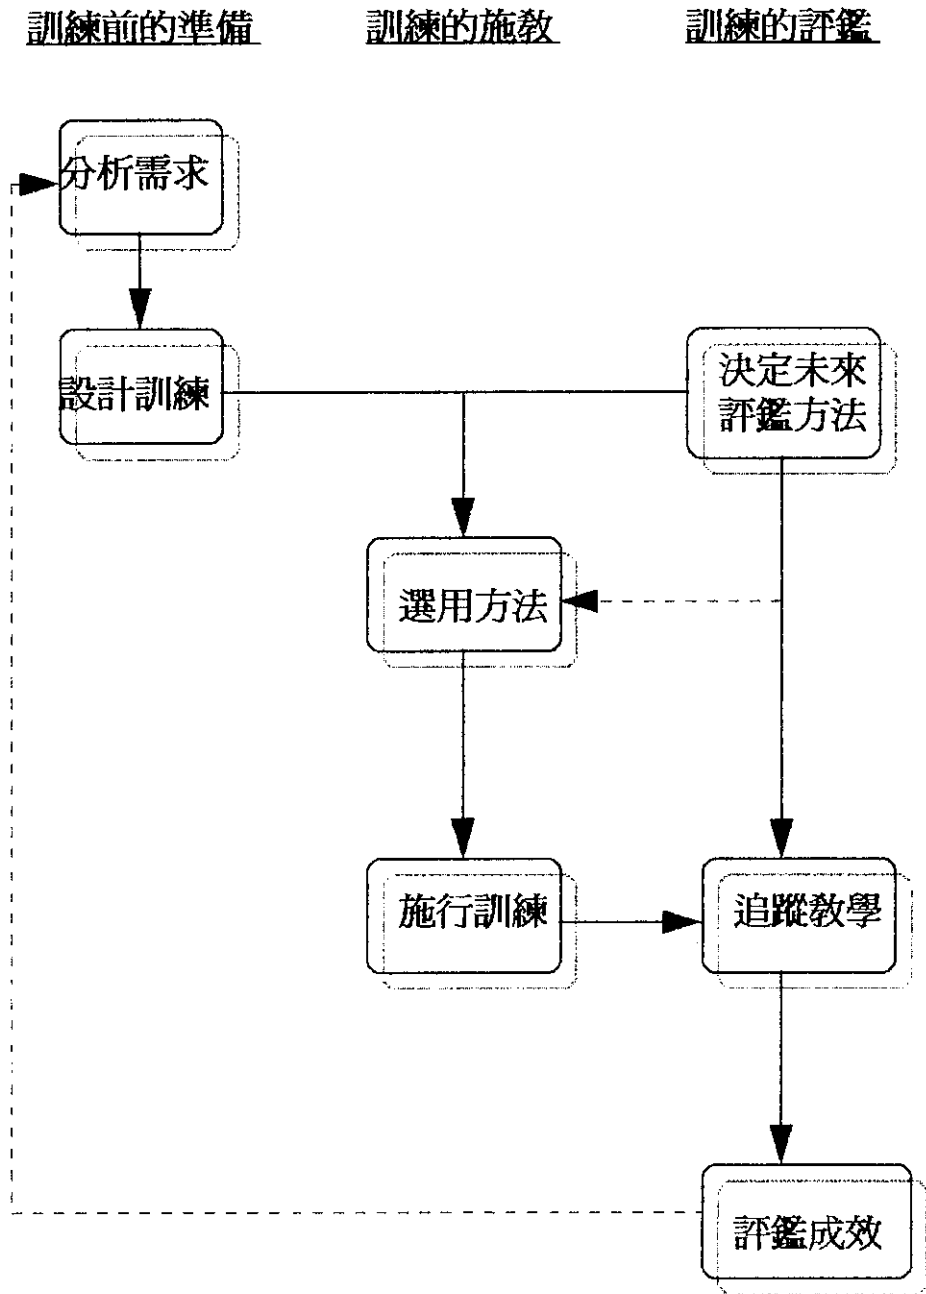 訓練前的準備
訓練的施教
訓練的評鑑
分析需求
設計訓練
決定未來
評鑑方法
選用方法
施行訓練
追蹤教學
評鑑成效